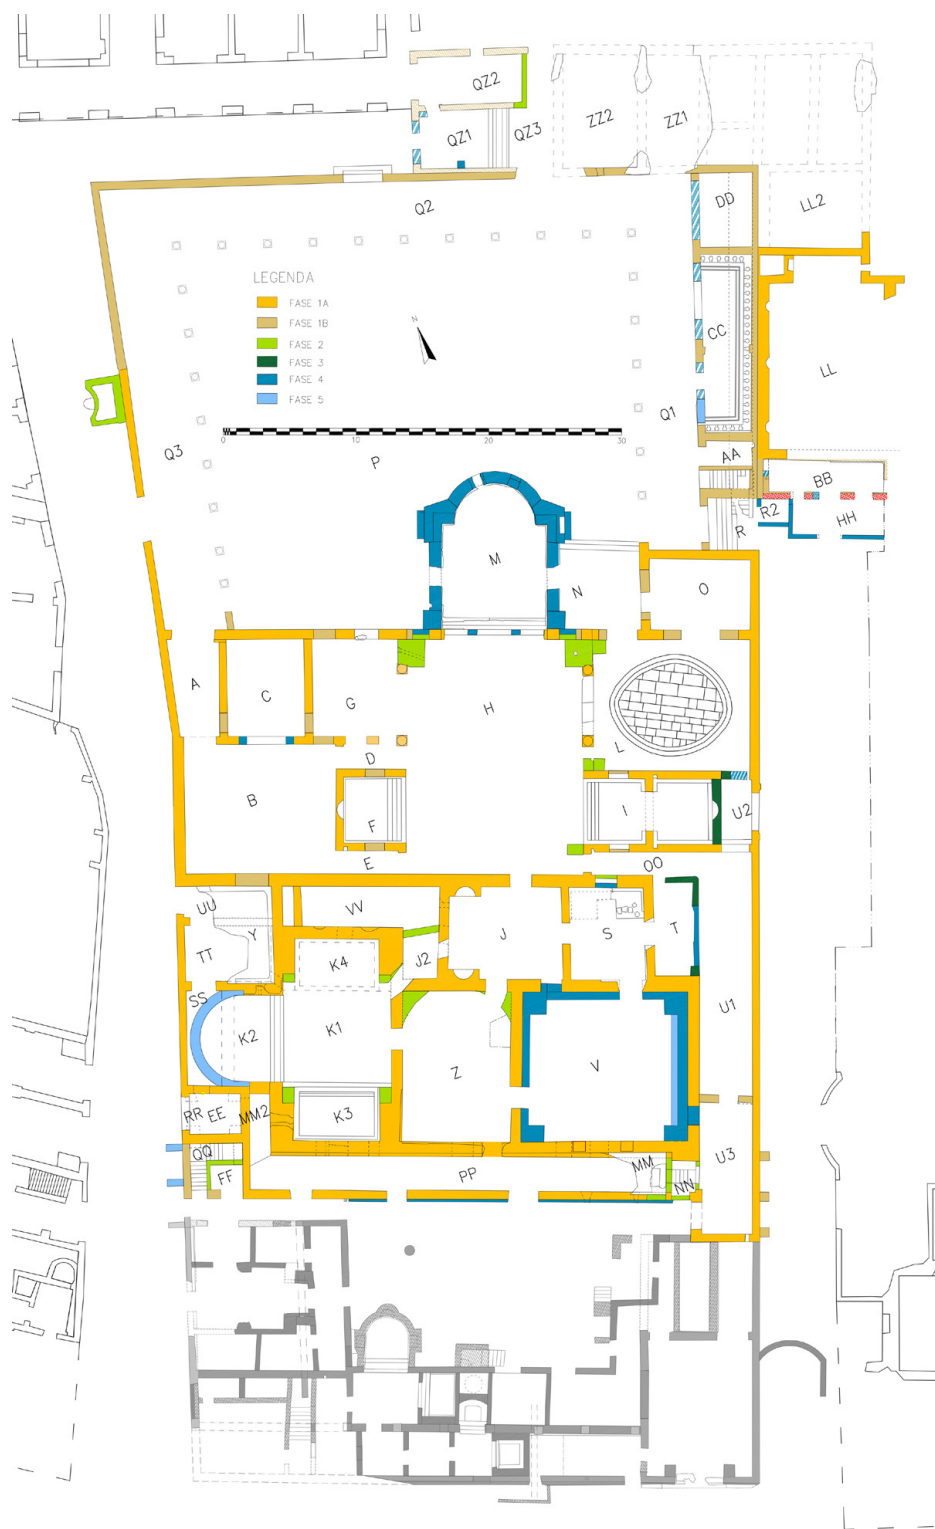 QZ2
QZ1
QZ3
ZZ2
ZZ1
DD
LL2
Q2
LEGENDA
FASE 1A
FASE 1B
FASE 2
FASE 3
FASE 4
FASE 5
N
CC
LL
Q1
0
10
20
30
Q3
P
AA
BB
R2
HH
R
M
N
O
A
C
G
H
L
D
B
F
I
U2
E
OO
UU
VV
Y
TT
K4
J2
J
S
T
SS
K2
K1
U1
Z
V
RR
EE
MM2
K3
QQ
FF
PP
MM
NN
U3